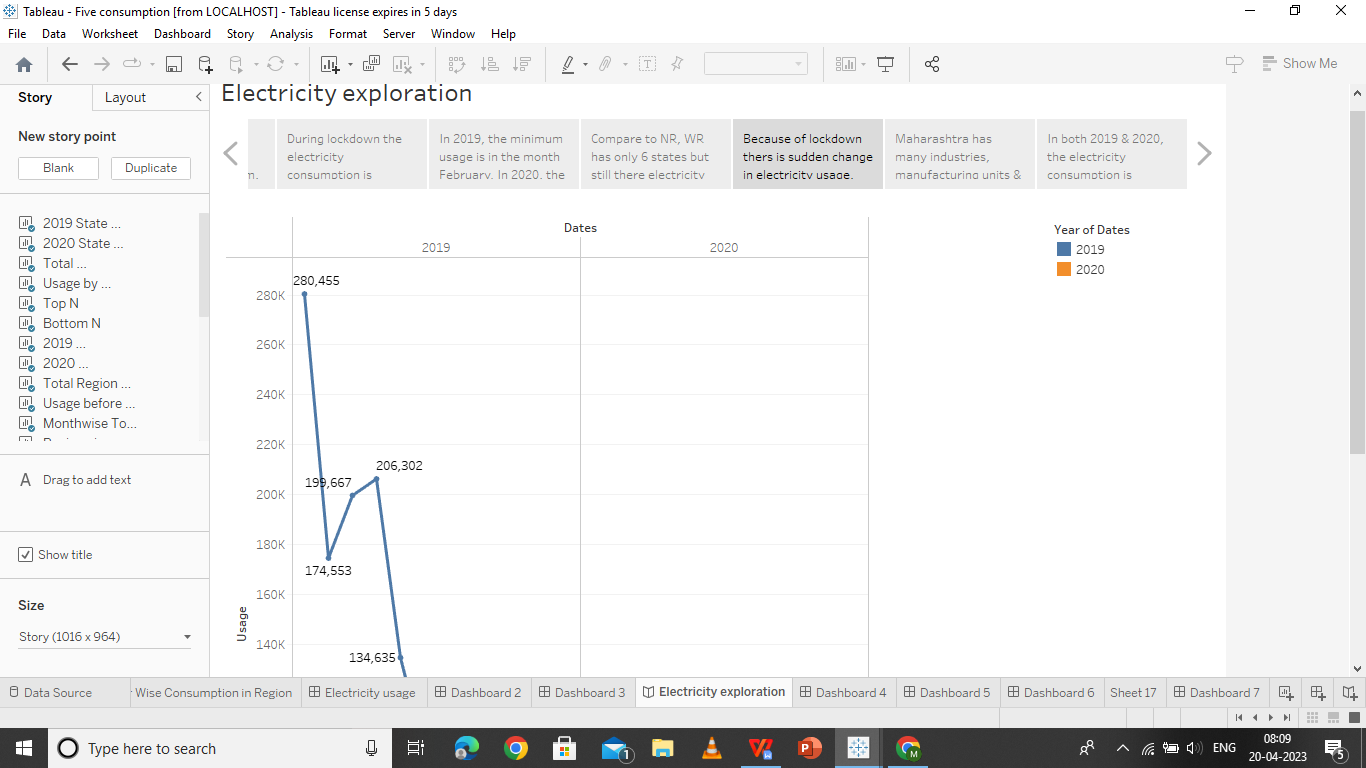 Tableau - Five consumption [from LOCALHOST] - Tableau license expires in 5 days
File Data Worksheet Dashboard Story Analysis Format Server Window Help
Show Me
Story Layout
Electricity exploration
New story point
Blank Duplicate
m.
During lockdown the
electricity
consumption is
In 2019, the minimum
usage is in the month
February. In 2020, the
Compare to NR, WR
has only 6 states but
still there electricity
Because of lockdown
thers is sudden change
in electricity usage.
Maharashtra has
many industries,
manufacturing units &
In both 2019 & 2020,
the electricity
consumption is
2019 State ...
2020 State ...
Total ...
Usage by ...
Top N
Bottom N
2019 ...
2020 ...
Total Region ...
Usage before ...
Monthwise To...
A Drag to add text
Show title
Size
Story (1016 x 964)
Dates
2019 2020
280,455
280K
260K
240K
220K
206,302
199,667
200K
180K
174,553
160K
Usage
140K
134,635
Year of Dates
2019
2020
Data Source Wise Consumption in Region Electricity usage Dashboard 2 Dashboard 3 Electricity exploration Dashboard 4 Dashboard 5 Dashboard 6 Sheet 17 Dashboard 7
Type here to search
1
W
P
M
ENG
08:09
20-04-2023
5